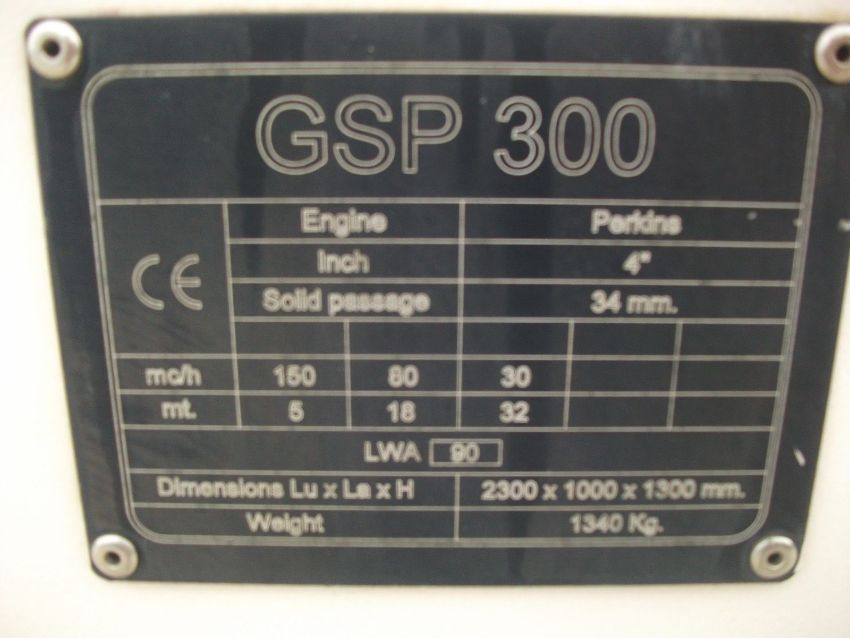 GSP 300
CE
Engine Perkins
Inch 4"
Solid passage 34 mm.
mc/h 150 80 30
mt. 5 18 32
LWA 90
Dimensions Lu x La x H 2300 x 1000 x 1300 mm.
Weight 1340 Kg.